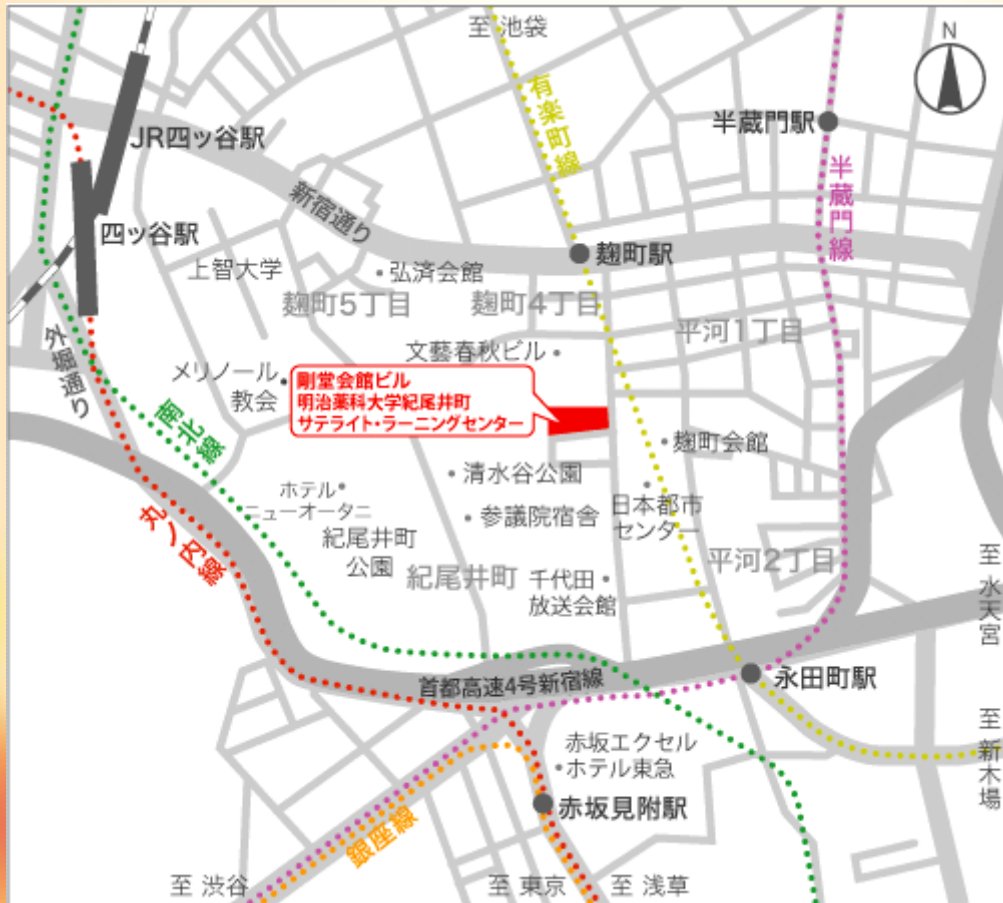 至 池袋
N
有楽町線
半蔵門駅
JR四ッ谷駅
半蔵門線
新宿通り
四ッ谷駅
麹町駅
上智大学
弘済会館
麹町5丁目
麹町4丁目
平河1丁目
外堀通り
文藝春秋ビル
メリノール
教会
剛堂会館ビル
明治薬科大学紀尾井町
サテライト・ラーニングセンター
南北線
麹町会館
清水谷公園
ホテル
ニューオータニ
参議院宿舎
日本都市
センター
丸ノ内線
紀尾井町
公園
紀尾井町
千代田
放送会館
平河2丁目
至 水天宮
首都高速4号新宿線
永田町駅
至 新木場
赤坂エクセル
ホテル東急
赤坂見附駅
銀座線
至 渋谷
至 東京
至 浅草